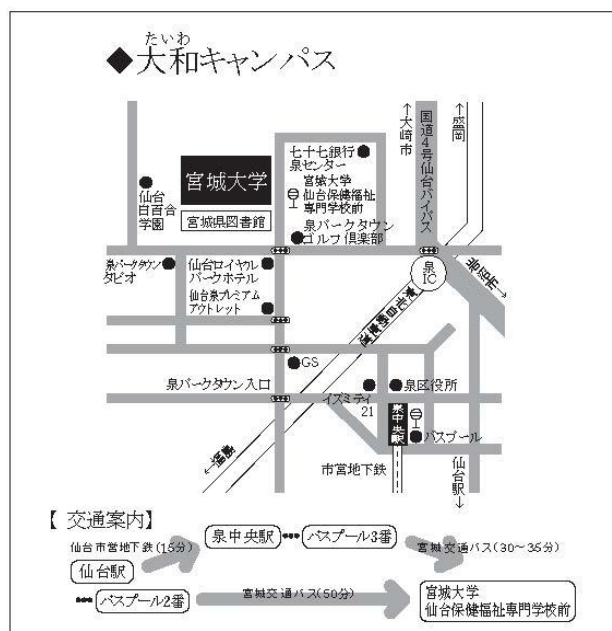 たいわ
◆大和キャンパス
↑大崎市
国道4号仙台バイパス
↑盛岡
七十七銀行
泉センター
宮城大学
宮城大学
仙台保健福祉
専門学校前
仙台
白百合
学園
宮城県図書館
泉パークタウン
ゴルフ倶楽部
泉パークタウン
タピオ
仙台ロイヤル
パークホテル
泉
IC
仙台泉プレミアム
アウトレット
東北自動車道
GS
泉パークタウン入口
イズミティ
21
泉区役所
泉中央駅
バスプール
市営地下鉄
仙台駅→
【交通案内】
仙台市営地下鉄(15分)
泉中央駅
バスプール3番
宮城交通バス(30〜35分)
仙台駅
バスプール2番
宮城交通バス(50分)
宮城大学
仙台保健福祉専門学校前